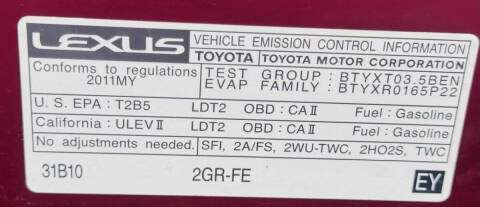 LEXUS VEHICLE EMISSION CONTROL INFORMATION
TOYOTA TOYOTA MOTOR CORPORATION
Conforms to regulations TEST GROUP : BTYXT03.5BEN
2011MY EVAP FAMILY : BTYXR0165P22
U. S. EPA : T2B5 LDT2 OBD : CA II Fuel : Gasoline
California : ULEV II LDT2 OBD : CA II Fuel : Gasoline
No adjustments needed. SFI, 2A/FS, 2WU-TWC, 2HO2S, TWC
31B10 2GR-FE EY